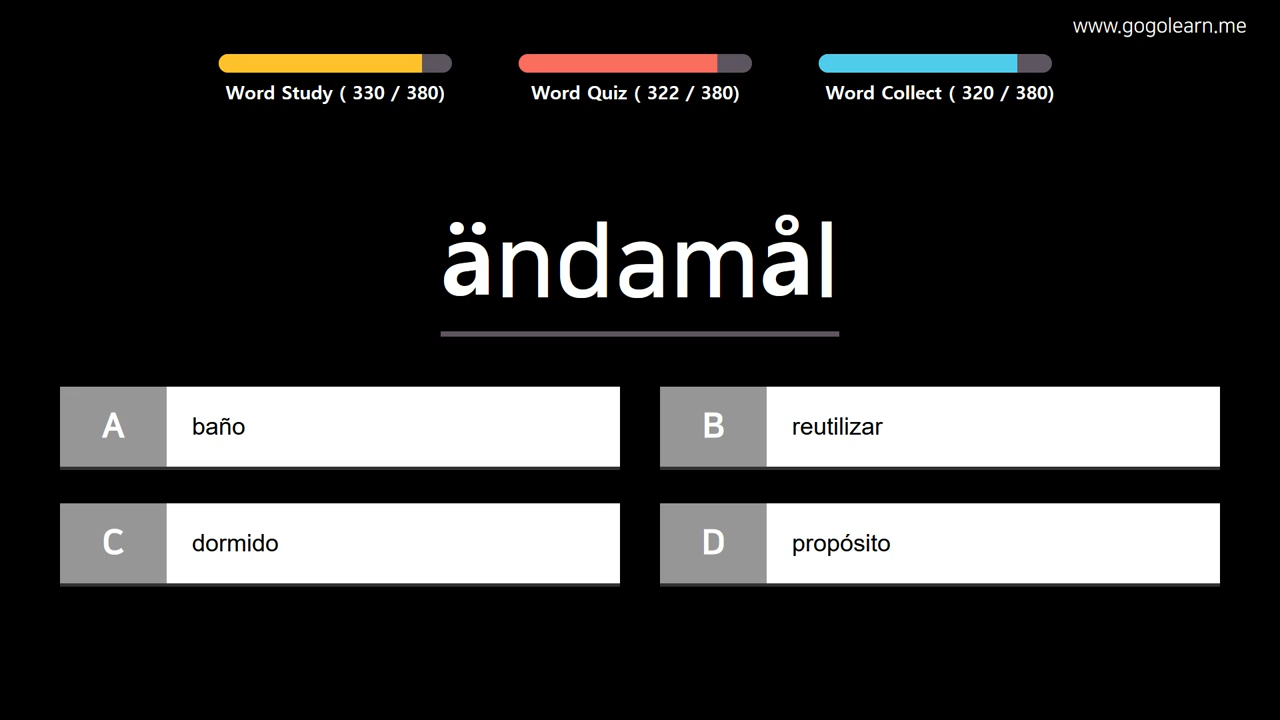 www.gogolearn.me
Word Study ( 330 / 380)
Word Quiz ( 322 / 380)
Word Collect ( 320 / 380)
ändamål
A baño
B reutilizar
C dormido
D propósito